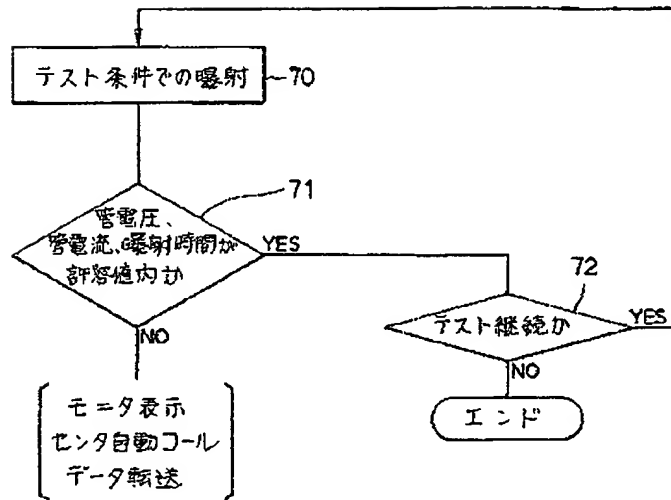 テスト条件での曝射
70
71
管電圧、
管電流、曝射時間が
許容値内か
YES
NO
72
テスト継続か
YES
NO
モニタ表示
センタ自動コール
データ転送
エンド